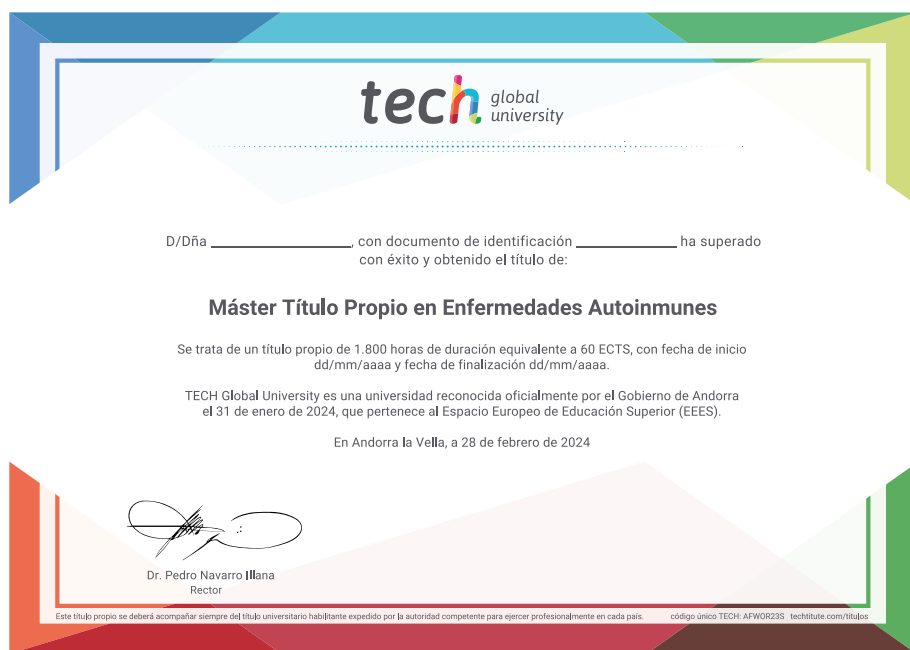 tech global
university
D/Dña ____________________, con documento de identificación ______________ ha superado
con éxito y obtenido el título de:
Máster Título Propio en Enfermedades Autoinmunes
Se trata de un título propio de 1.800 horas de duración equivalente a 60 ECTS, con fecha de inicio
dd/mm/aaaa y fecha de finalización dd/mm/aaaa.
TECH Global University es una universidad reconocida oficialmente por el Gobierno de Andorra
el 31 de enero de 2024, que pertenece al Espacio Europeo de Educación Superior (EEES).
En Andorra la Vella, a 28 de febrero de 2024
Dr. Pedro Navarro Illana
Rector
Este título propio se deberá acompañar siempre del título universitario habilitante expedido por la autoridad competente para ejercer profesionalmente en cada país. código único TECH: AFWOR23S techtitute.com/titulos